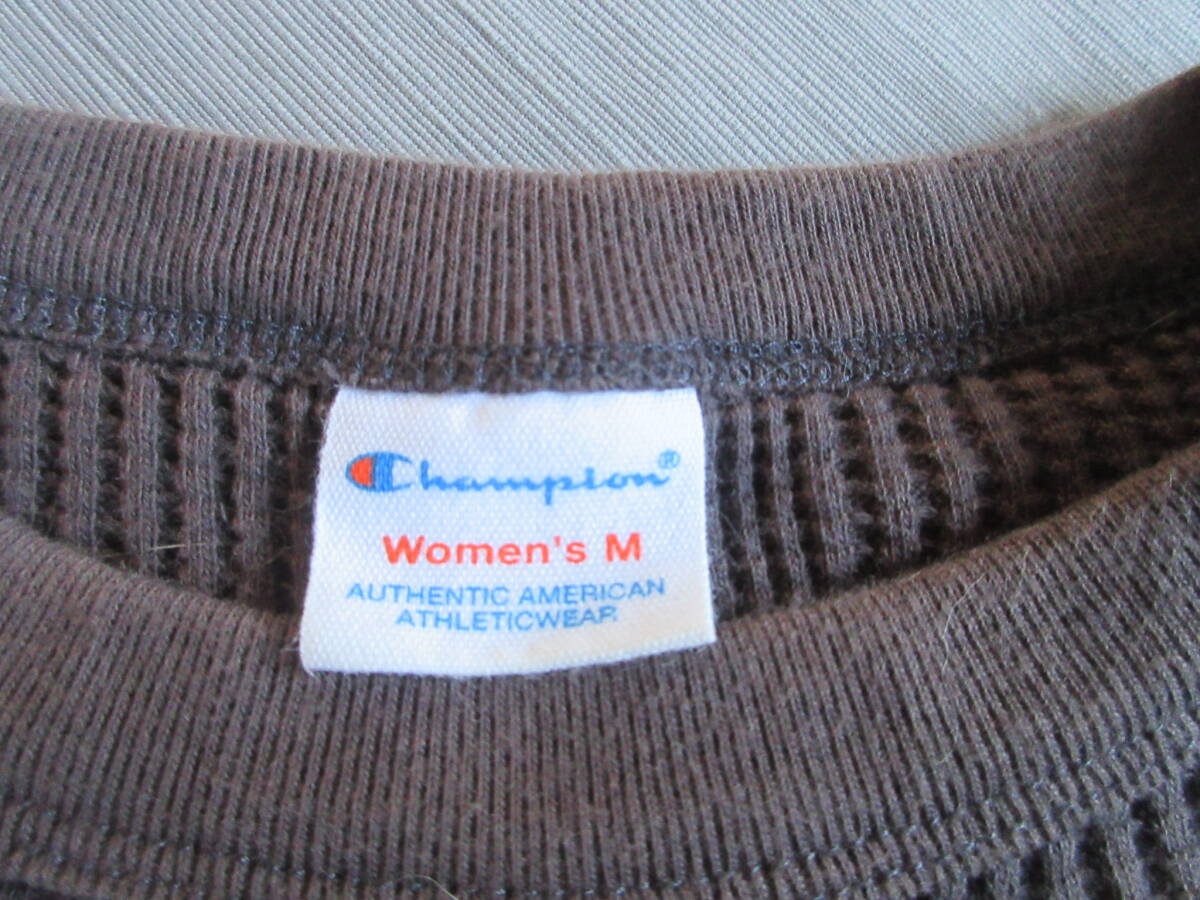 Champion®
Women's M
AUTHENTIC AMERICAN
ATHLETICWEAR